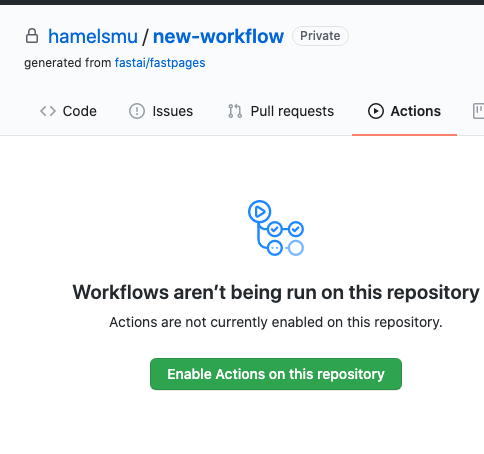 hamelsmu / new-workflow Private
generated from fastai/fastpages
Code Issues Pull requests Actions
Workflows aren’t being run on this repository
Actions are not currently enabled on this repository.
Enable Actions on this repository